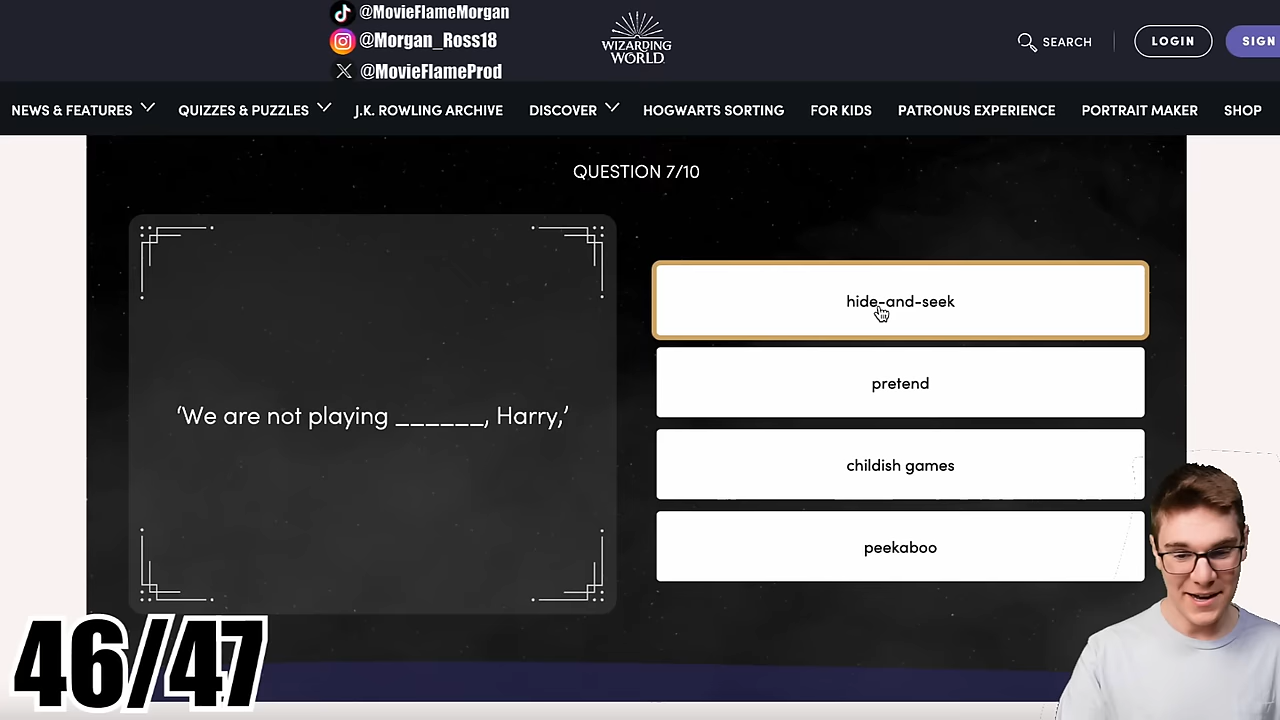 @MovieFlameMorgan
@Morgan_Ross18
@MovieFlameProd
WIZARDING
WORLD
SEARCH
LOGIN
SIGN
NEWS & FEATURES
QUIZZES & PUZZLES
J.K. ROWLING ARCHIVE
DISCOVER
HOGWARTS SORTING
FOR KIDS
PATRONUS EXPERIENCE
PORTRAIT MAKER
SHOP
QUESTION 7/10
‘We are not playing ______, Harry,’
hide-and-seek
pretend
childish games
peekaboo
46/47